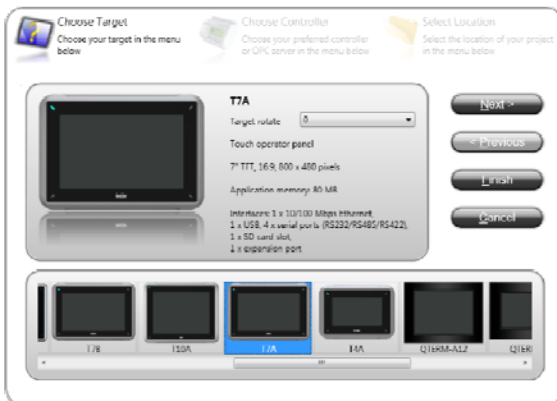 Choose Target
Choose your target in the menu
below
Choose Controller
Choose your preferred controller
or OPC server in the menu below
Select Location
Select the location of your project
in the menu below
T7A
Target rotate
0
Touch operator panel
7" TFT, 16:9, 800 x 480 pixels
Application memory: 80 MB
Interfaces: 1 x 10/100 Mbps Ethernet,
1 x USB, 4 x serial ports (RS232/RS485/RS422),
1 x SD card slot,
1 x expansion port
Next >
< Previous
Finish
Cancel
T7B
T10A
T7A
T4A
QTERM-A12
QTER